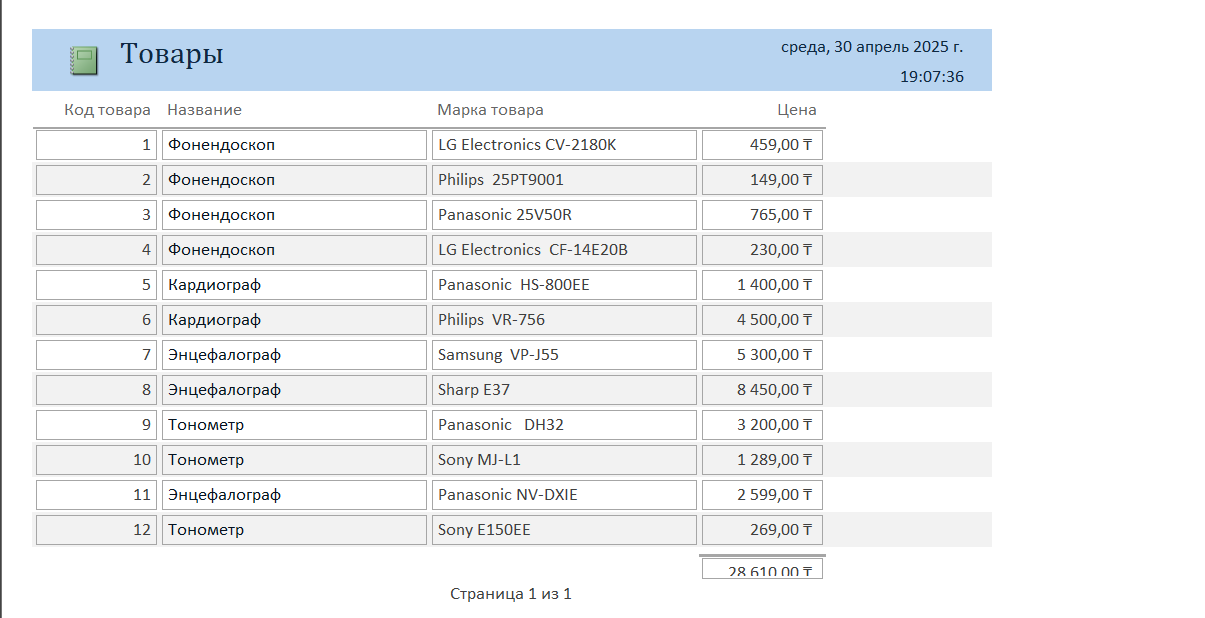 Товары
среда, 30 апрель 2025 г.
19:07:36
Код товара Название Марка товара Цена
1 Фонендоскоп LG Electronics CV-2180K 459,00 ₸
2 Фонендоскоп Philips  25PT9001 149,00 ₸
3 Фонендоскоп Panasonic 25V50R 765,00 ₸
4 Фонендоскоп LG Electronics  CF-14E20B 230,00 ₸
5 Кардиограф Panasonic  HS-800EE 1 400,00 ₸
6 Кардиограф Philips  VR-756 4 500,00 ₸
7 Энцефалограф Samsung  VP-J55 5 300,00 ₸
8 Энцефалограф Sharp E37 8 450,00 ₸
9 Тонометр Panasonic   DH32 3 200,00 ₸
10 Тонометр Sony MJ-L1 1 289,00 ₸
11 Энцефалограф Panasonic NV-DXIE 2 599,00 ₸
12 Тонометр Sony E150EE 269,00 ₸
28 610,00 ₸
Страница 1 из 1